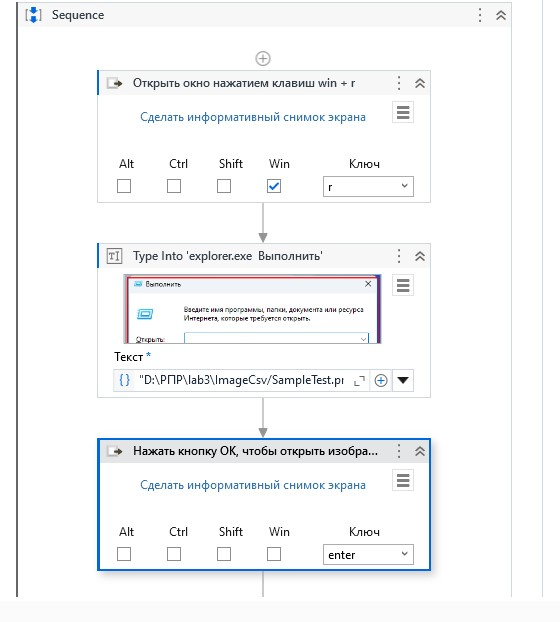 Sequence
Открыть окно нажатием клавиш win + r
Сделать информативный снимок экрана
Alt Ctrl Shift Win Ключ
r
Type Into 'explorer.exe Выполнить'
Выполнить
Введите имя программы, папки, документа или ресурса
Интернета, которые требуется открыть.
Открыть:
Текст *
"D:\РПР\lab3\ImageCsv/SampleTest.pr
Нажать кнопку ОК, чтобы открыть изобра...
Сделать информативный снимок экрана
Alt Ctrl Shift Win Ключ
enter